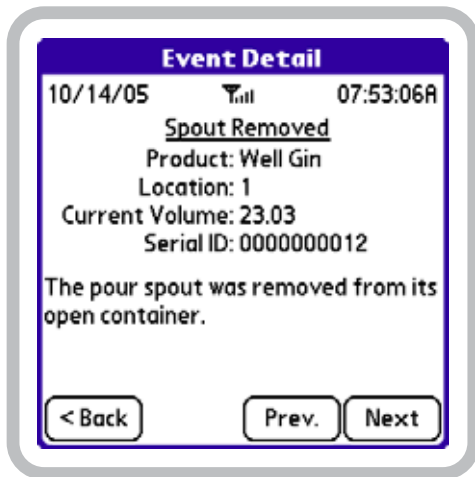 Event Detail
10/14/05 07:53:06A
Spout Removed
Product: Well Gin
Location: 1
Current Volume: 23.03
Serial ID: 0000000012
The pour spout was removed from its
open container.
< Back Prev. Next